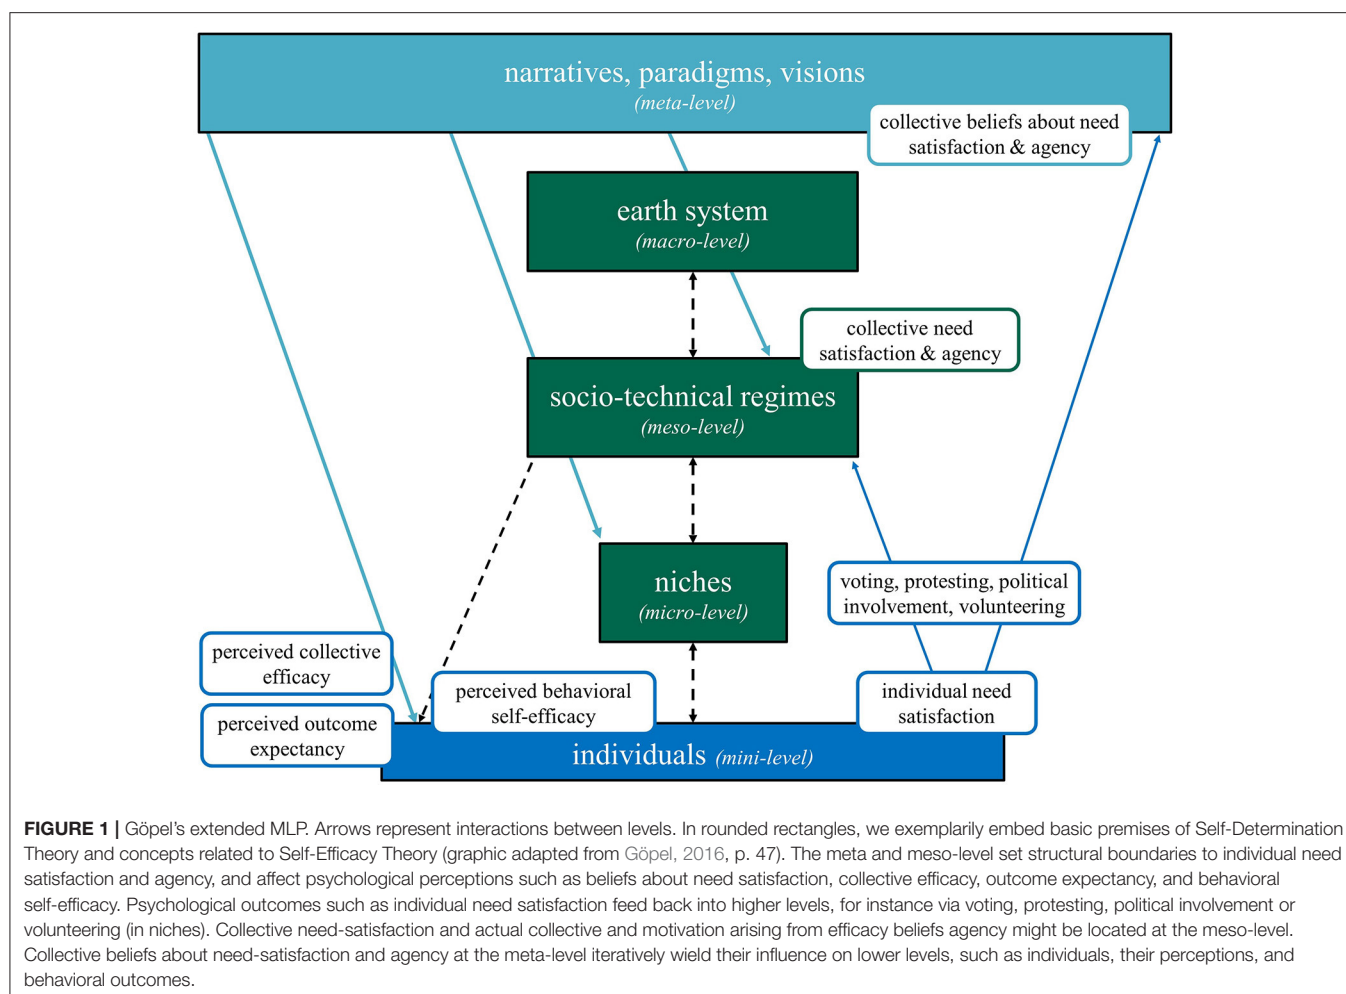 narratives, paradigms, visions
(meta-level)
collective beliefs about need
satisfaction & agency
earth system
(macro-level)
collective need
satisfaction & agency
socio-technical regimes
(meso-level)
niches
(micro-level)
voting, protesting, political
involvement, volunteering
perceived collective
efficacy
perceived behavioral
self-efficacy
individual need
satisfaction
perceived outcome
expectancy
individuals (mini-level)
FIGURE 1 | Göpel's extended MLP. Arrows represent interactions between levels. In rounded rectangles, we exemplarily embed basic premises of Self-Determination
Theory and concepts related to Self-Efficacy Theory (graphic adapted from Göpel, 2016, p. 47). The meta and meso-level set structural boundaries to individual need
satisfaction and agency, and affect psychological perceptions such as beliefs about need satisfaction, collective efficacy, outcome expectancy, and behavioral
self-efficacy. Psychological outcomes such as individual need satisfaction feed back into higher levels, for instance via voting, protesting, political involvement or
volunteering (in niches). Collective need-satisfaction and actual collective and motivation arising from efficacy beliefs agency might be located at the meso-level.
Collective beliefs about need-satisfaction and agency at the meta-level iteratively wield their influence on lower levels, such as individuals, their perceptions, and
behavioral outcomes.